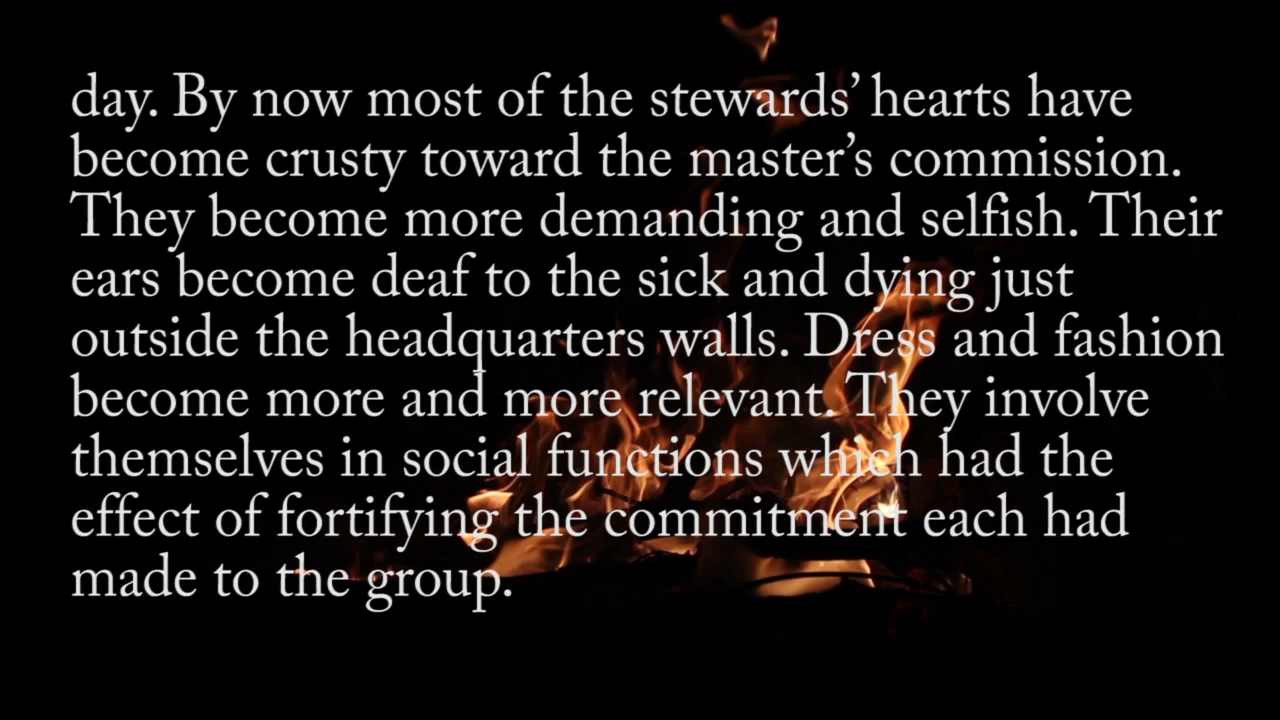 day. By now most of the stewards’ hearts have
become crusty toward the master’s commission.
They become more demanding and selfish. Their
ears become deaf to the sick and dying just
outside the headquarters walls. Dress and fashion
become more and more relevant. They involve
themselves in social functions which had the
effect of fortifying the commitment each had
made to the group.